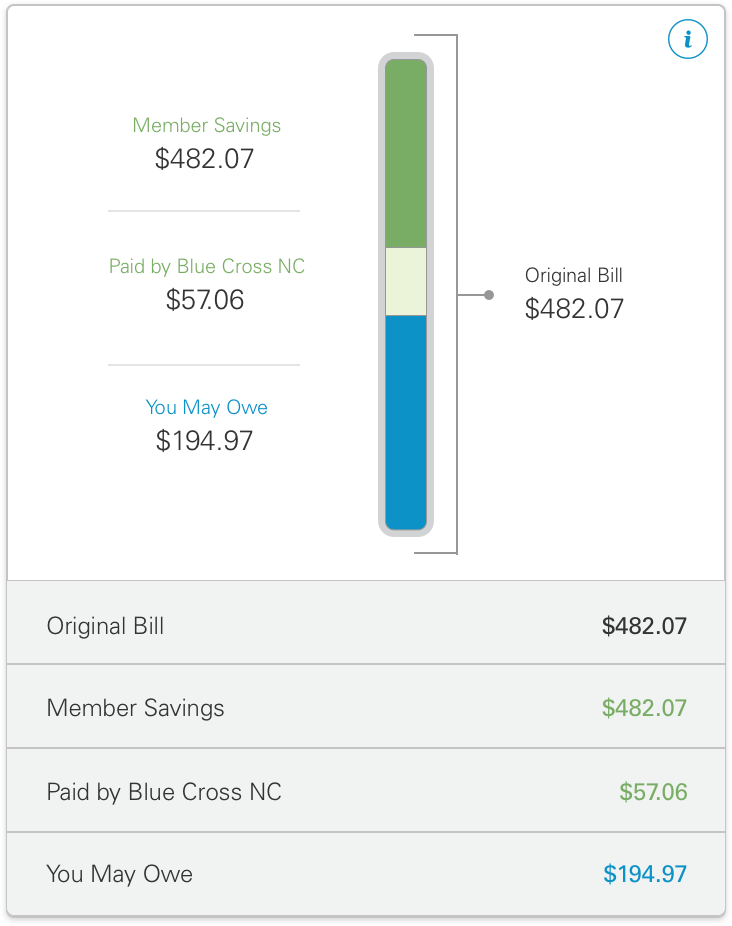 i
Member Savings
$482.07
Paid by Blue Cross NC
$57.06
You May Owe
$194.97
Original Bill
$482.07
Original Bill $482.07
Member Savings $482.07
Paid by Blue Cross NC $57.06
You May Owe $194.97